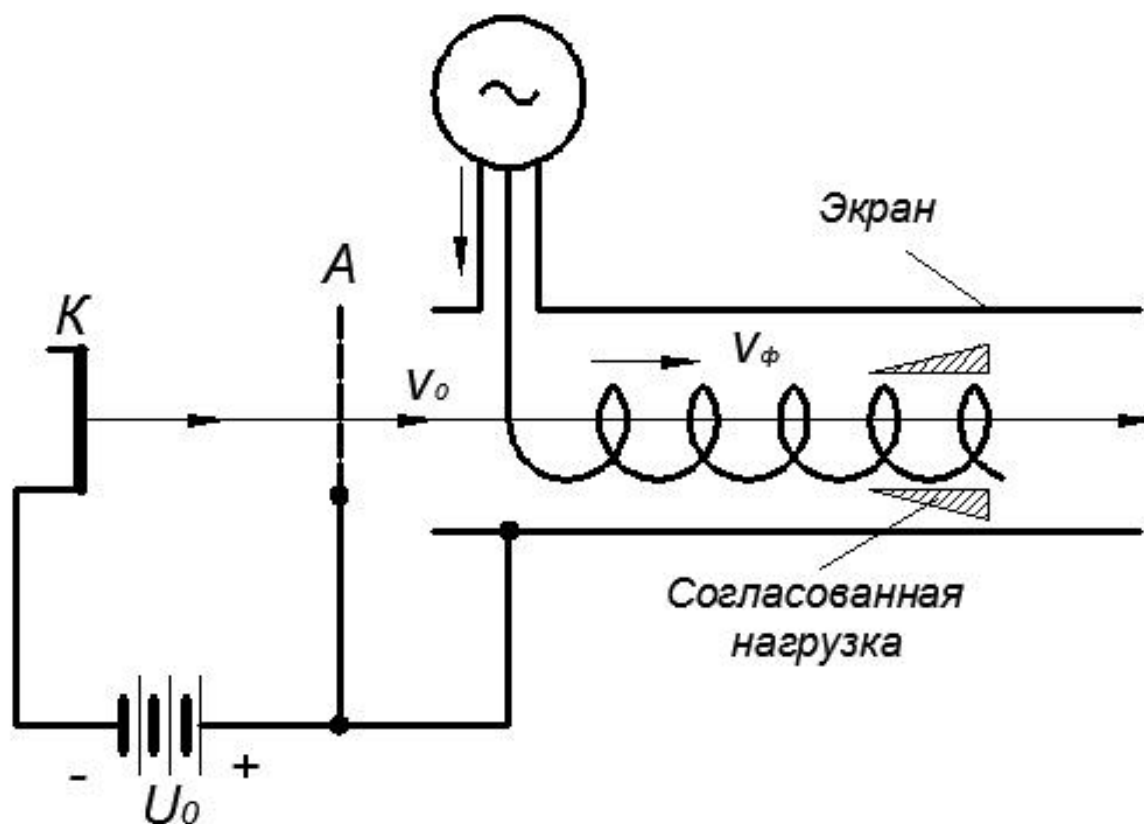 Экран
А
К
v₀
vф
Согласованная
нагрузка
- +
U₀